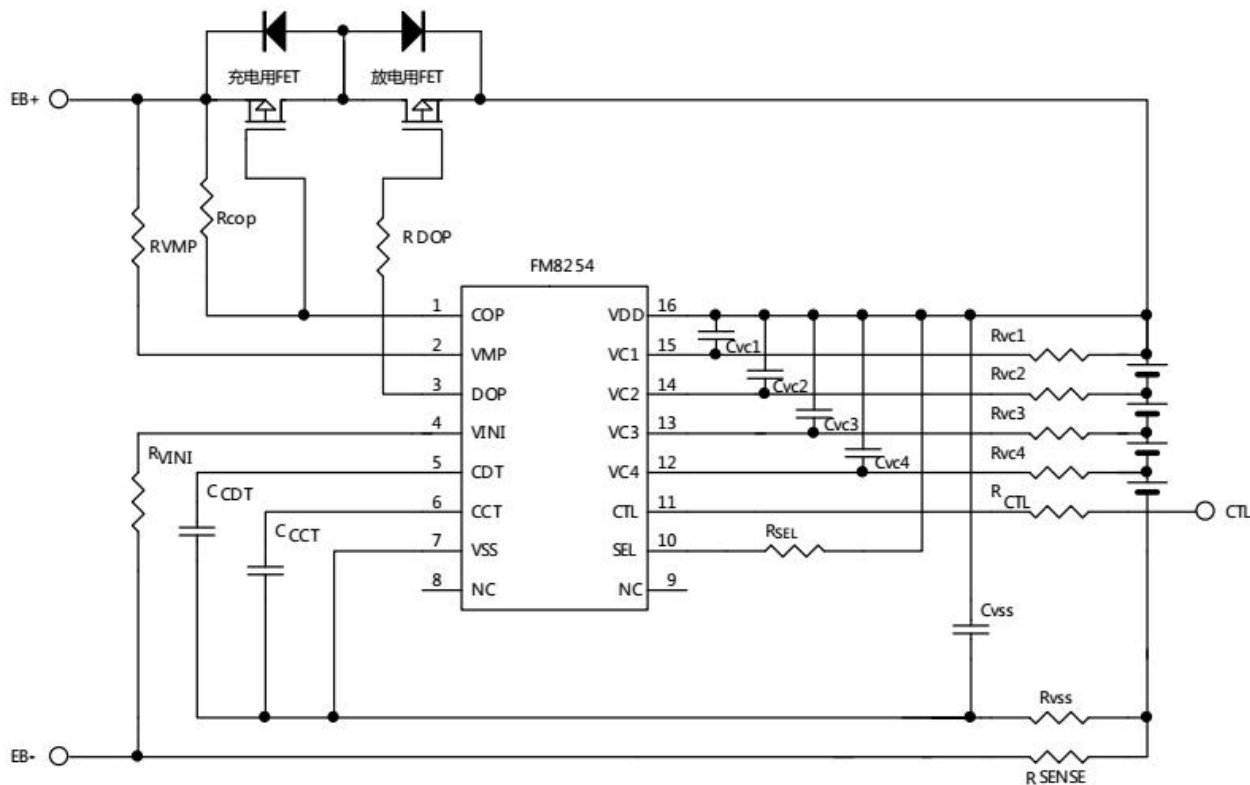 充电用FET 放电用FET
EB+
Rcop
RVMP
R DOP
FM8254
1 COP VDD 16
2 VMP VC1 15
3 DOP VC2 14
4 VINI VC3 13
5 CDT VC4 12
6 CCT CTL 11
7 VSS SEL 10
8 NC NC 9
Cvc1
Cvc2
Cvc3
Cvc4
Rvc1
Rvc2
Rvc3
Rvc4
R CTL
CTL
RVINI
C CDT
C CCT
RSEL
Cvss
Rvss
EB-
R SENSE